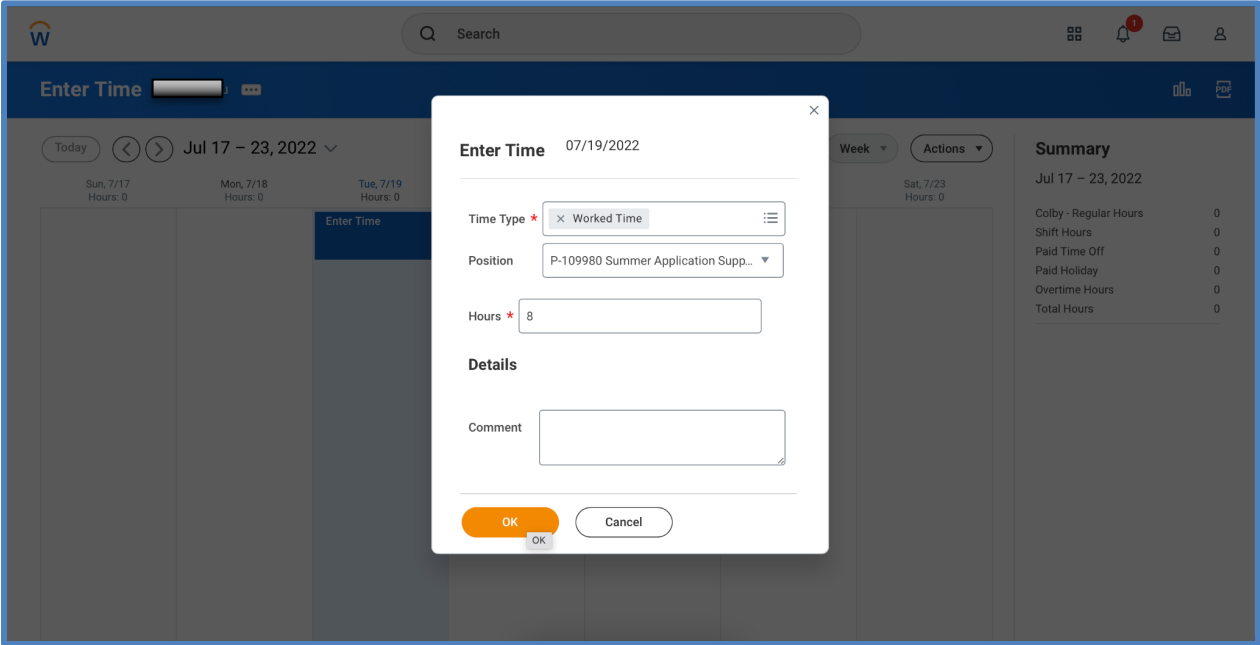 W
Search
1
Enter Time
PDF
Today
Jul 17 – 23, 2022
Week
Actions
Sun, 7/17
Hours: 0
Mon, 7/18
Hours: 0
Tue, 7/19
Hours: 0
Sat, 7/23
Hours: 0
Enter Time
Enter Time 07/19/2022
Time Type * × Worked Time
Position P-109980 Summer Application Supp...
Hours * 8
Details
Comment
OK Cancel
OK
Summary
Jul 17 – 23, 2022
Colby - Regular Hours 0
Shift Hours 0
Paid Time Off 0
Paid Holiday 0
Overtime Hours 0
Total Hours 0